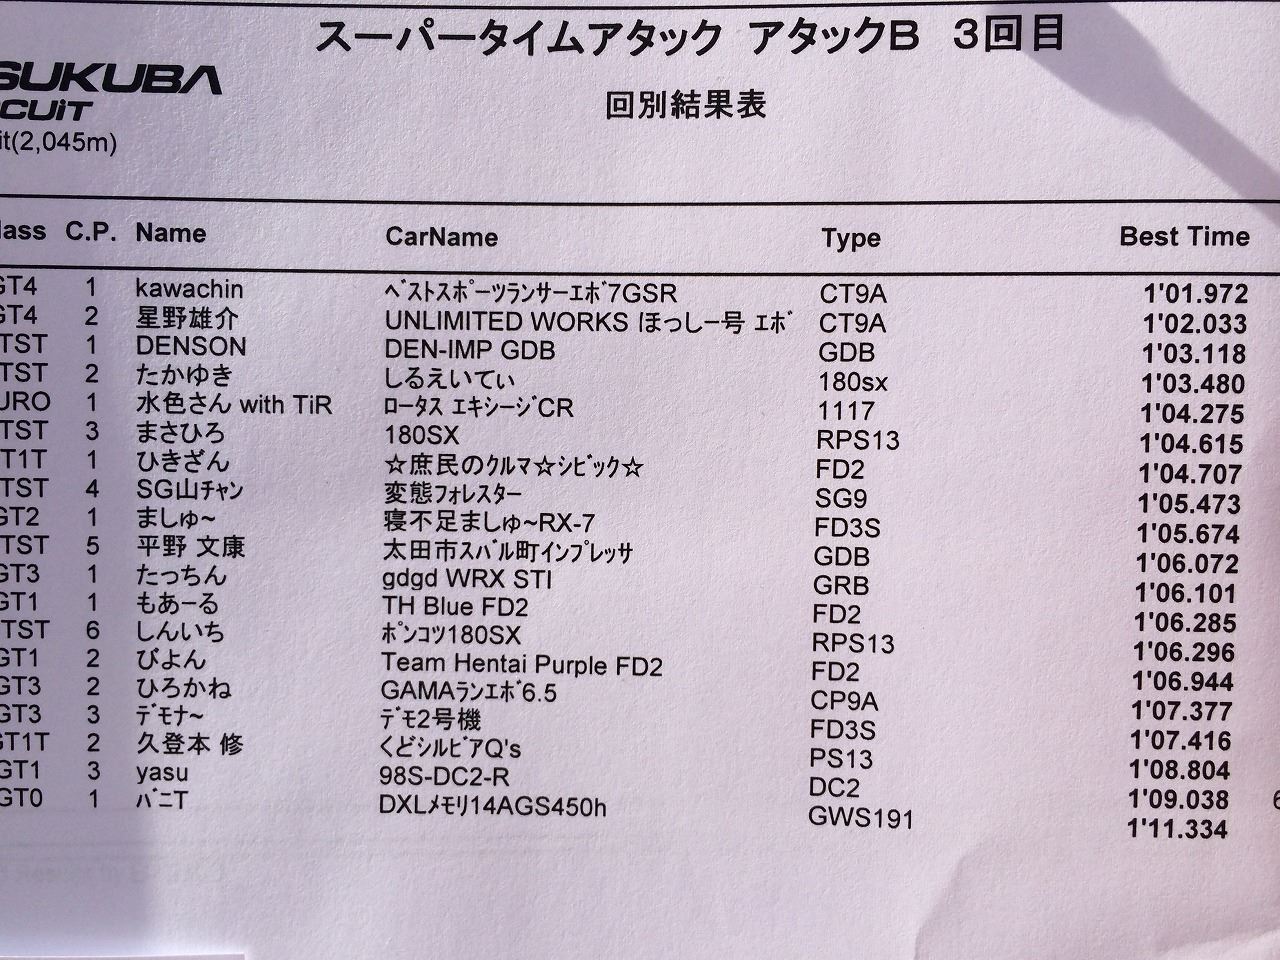 スーパータイムアタック アタックB 3回目
SUKUBA
CUiT
回別結果表
it(2,045m)
lass C.P. Name CarName Type Best Time
GT4 1 kawachin ﾍﾞｽﾄｽﾎﾟｰﾂランサーｴﾎﾞ7GSR CT9A 1'01.972
GT4 2 星野雄介 UNLIMITED WORKS ほっしー号 ｴﾎﾞ CT9A 1'02.033
TST 1 DENSON DEN-IMP GDB GDB 1'03.118
TST 2 たかゆき しるえいてぃ 180sx 1'03.480
URO 1 水色さん with TiR ﾛｰﾀｽ ｴｷｼｰｼﾞCR 1117 1'04.275
TST 3 まさひろ 180SX RPS13 1'04.615
T1T 1 ひきざん ☆庶民のｸﾙﾏ☆ｼﾋﾞｯｸ☆ FD2 1'04.707
TST 4 SG山ﾁｬﾝ 変態ﾌｫﾚｽﾀｰ SG9 1'05.473
GT2 1 ましゅ~ 寝不足ましゅ~RX-7 FD3S 1'05.674
TST 5 平野 文康 太田市ｽﾊﾞﾙ町ｲﾝﾌﾟﾚｯｻ GDB 1'06.072
GT3 1 たっちん gdgd WRX STI GRB 1'06.101
GT1 1 もあーる TH Blue FD2 FD2 1'06.285
TST 6 しんいち ﾎﾟﾝｺﾂ180SX RPS13 1'06.296
GT1 2 びよん Team Hentai Purple FD2 FD2 1'06.944
GT3 2 ひろかね GAMAﾗﾝｴﾎﾞ6.5 CP9A 1'07.377
GT3 3 ﾃﾞﾓﾅ~ ﾃﾞﾓ2号機 FD3S 1'07.416
GT1T 2 久登本 修 くどｼﾙﾋﾞｱQ's PS13 1'08.804
GT1 3 yasu 98S-DC2-R DC2 1'09.038 6
GT0 1 ﾊﾞﾆT DXLﾒﾓﾘ14AGS450h GWS191 1'11.334